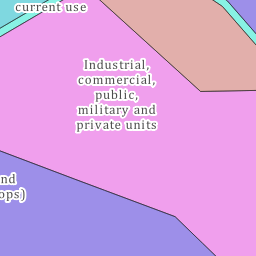 current use
Industrial,
commercial,
public,
military and
private units
nd
ops)